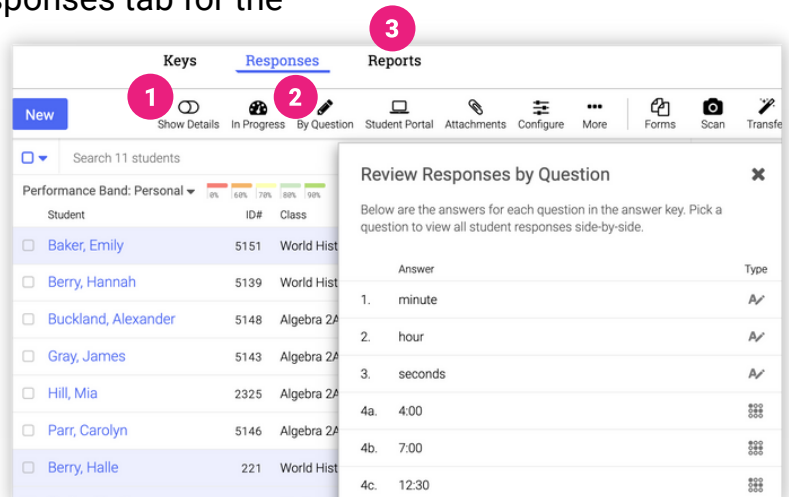 sponses tab for the
3
Keys Responses Reports
1 2
New Show Details In Progress By Question Student Portal Attachments Configure More Forms Scan Transfe
Search 11 students
Performance Band: Personal 0% 60% 70% 80% 90%
Student ID# Class
Baker, Emily 5151 World Hist
Berry, Hannah 5139 World Hist
Buckland, Alexander 5148 Algebra 2A
Gray, James 5143 Algebra 2A
Hill, Mia 2325 Algebra 2A
Parr, Carolyn 5146 Algebra 2A
Berry, Halle 221 World Hist
Review Responses by Question
Below are the answers for each question in the answer key. Pick a
question to view all student responses side-by-side.
Answer Type
1. minute
2. hour
3. seconds
4a. 4:00
4b. 7:00
4c. 12:30